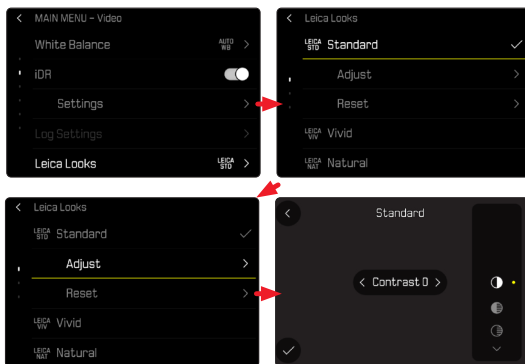 MAIN MENU - Video
White Balance AUTO WB
iDR
Settings
Log Settings
Leica Looks LEICA STD
Leica Looks
LEICA STD Standard
Adjust
Reset
LEICA VIV Vivid
LEICA NAT Natural
Leica Looks
LEICA STD Standard
Adjust
Reset
LEICA VIV Vivid
LEICA NAT Natural
Standard
Contrast 0